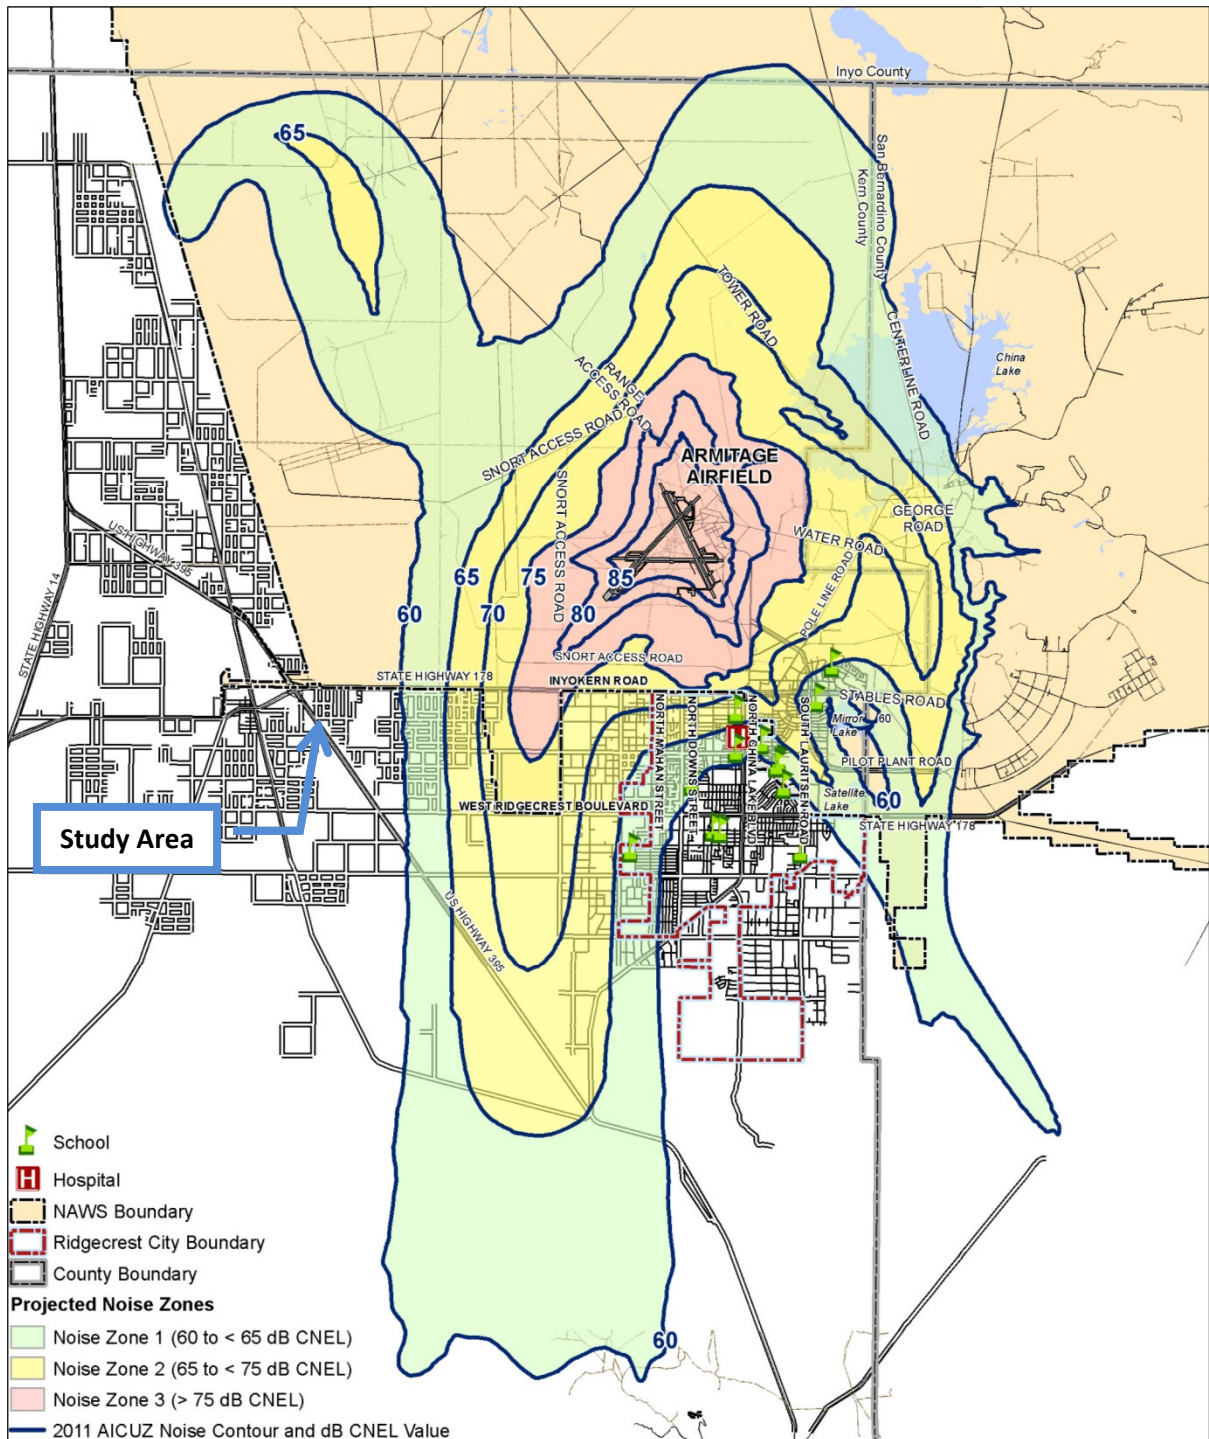 Inyo County
San Bernardino County
Kern County
65
TOWER ROAD
CENTERLINE ROAD
China
Lake
RANGE
ACCESS ROAD
SNORT ACCESS ROAD
ARMITAGE
AIRFIELD
SNORT ACCESS ROAD
GEORGE
ROAD
WATER ROAD
US HIGHWAY 395
STATE HIGHWAY 14
60
65
70
75
80
85
POLE LINE ROAD
SNORT ACCESS ROAD
STATE HIGHWAY 178
INYOKERN ROAD
STABLES ROAD
Mirror
Lake
60
NORTH MAHAN STREET
NORTH DOWNS STREET
NORTH CHINA LAKE BLVD
SOUTH LAURITSEN ROAD
H
PILOT PLANT ROAD
Satellite
Lake
60
WEST RIDGECREST BOULEVARD
STATE HIGHWAY 178
Study Area
US HIGHWAY 395
60
School
H
Hospital
NAWS Boundary
Ridgecrest City Boundary
County Boundary
Projected Noise Zones
Noise Zone 1 (60 to < 65 dB CNEL)
Noise Zone 2 (65 to < 75 dB CNEL)
Noise Zone 3 (> 75 dB CNEL)
2011 AICUZ Noise Contour and dB CNEL Value